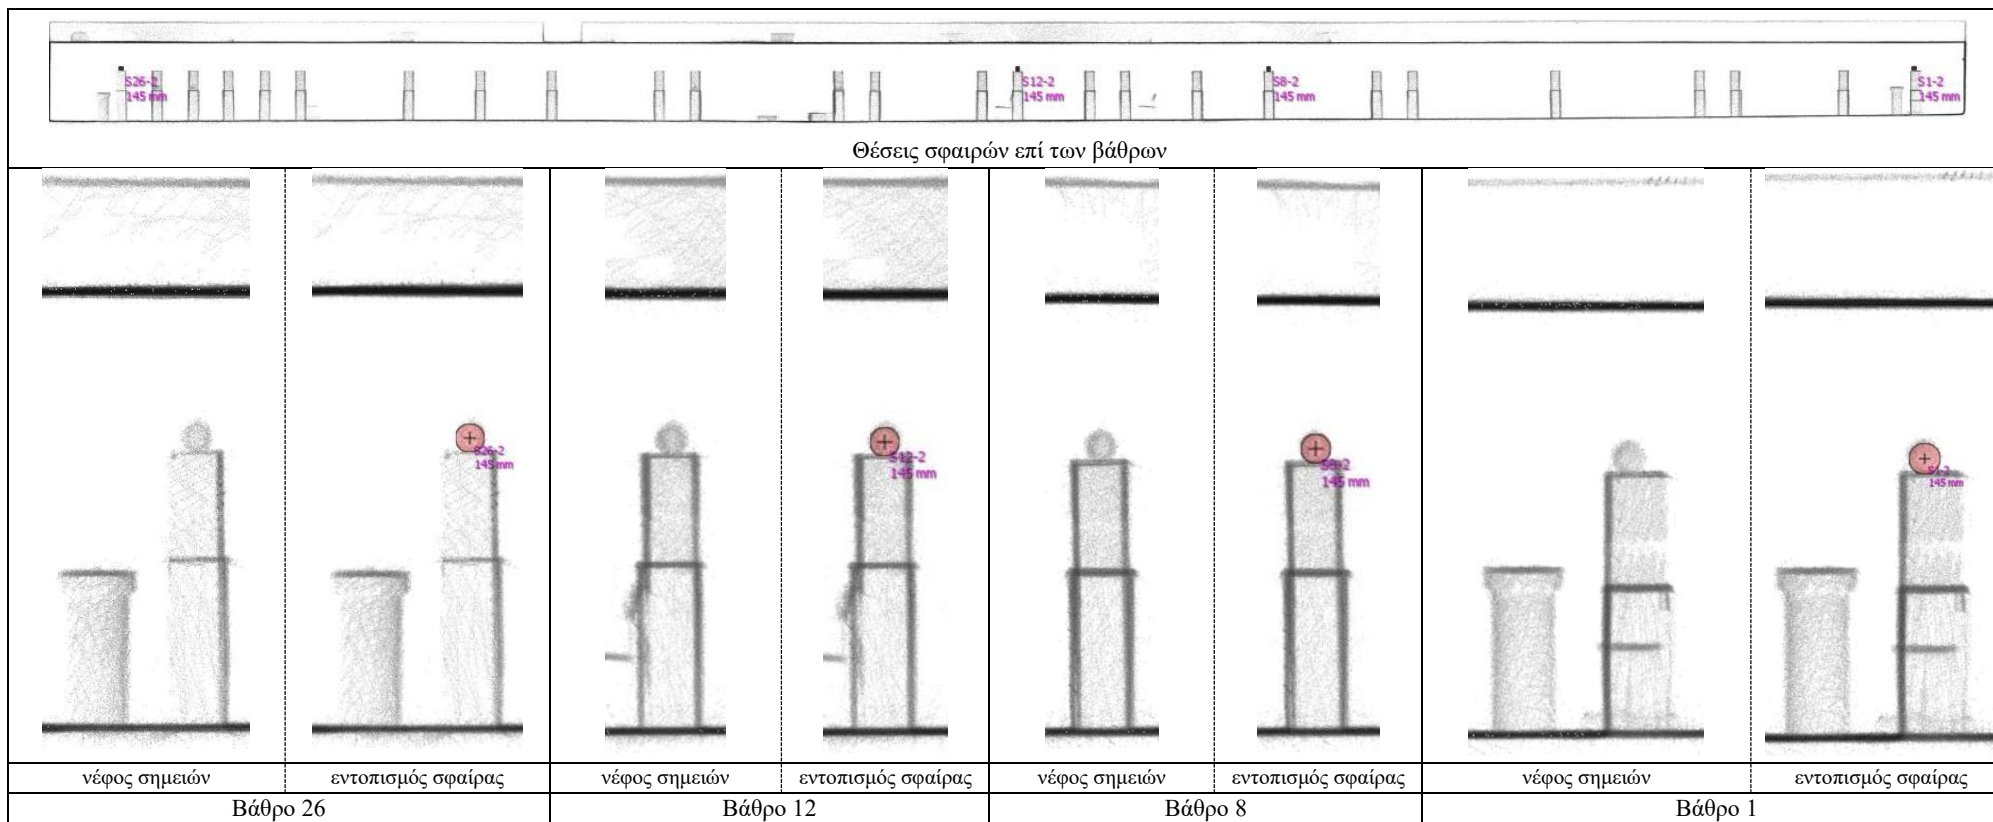 S26-2
145 mm
S12-2
145 mm
S8-2
145 mm
S1-2
145 mm
Θέσεις σφαιρών επί των βάθρων
S26-2
145 mm
S12-2
145 mm
S8-2
145 mm
S1-2
145 mm
νέφος σημειών
εντοπισμός σφαίρας
νέφος σημειών
εντοπισμός σφαίρας
νέφος σημειών
εντοπισμός σφαίρας
νέφος σημειών
εντοπισμός σφαίρας
Βάθρο 26
Βάθρο 12
Βάθρο 8
Βάθρο 1